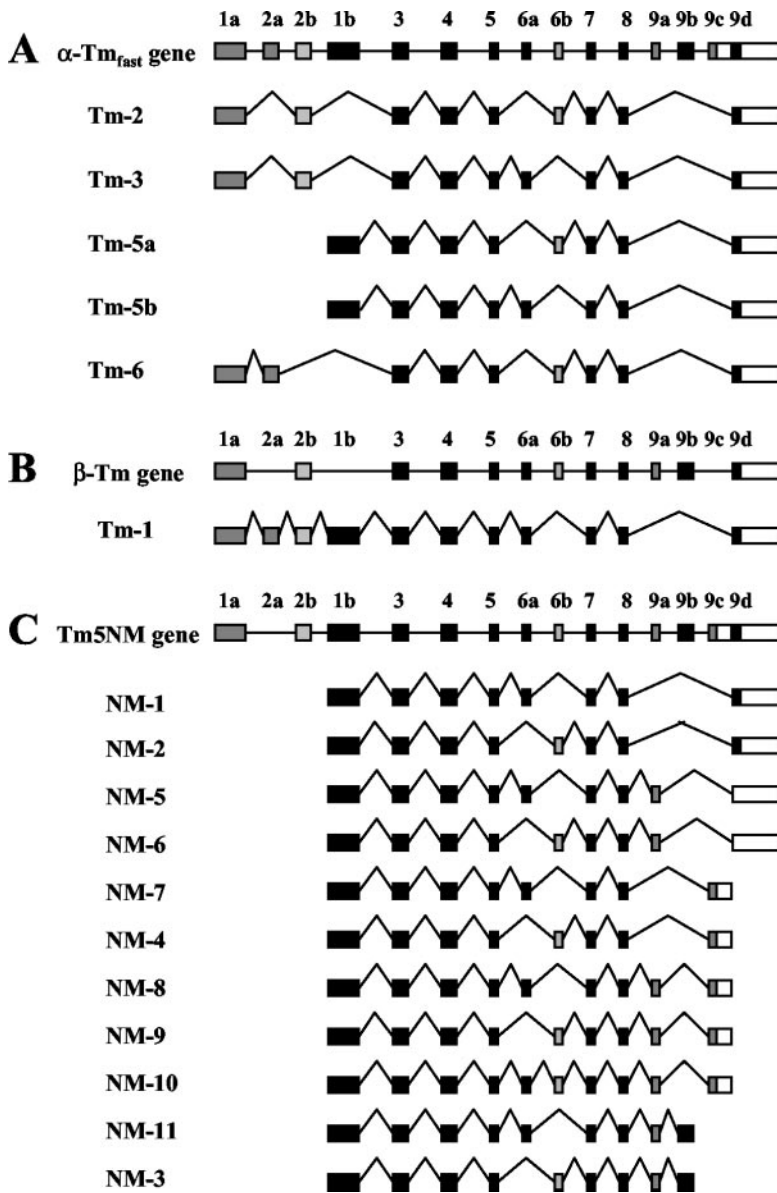 1a 2a 2b 1b 3 4 5 6a 6b 7 8 9a 9b 9c 9d
A α-Tmfast gene
Tm-2
Tm-3
Tm-5a
Tm-5b
Tm-6
1a 2a 2b 1b 3 4 5 6a 6b 7 8 9a 9b 9c 9d
B β-Tm gene
Tm-1
1a 2a 2b 1b 3 4 5 6a 6b 7 8 9a 9b 9c 9d
C Tm5NM gene
NM-1
NM-2
NM-5
NM-6
NM-7
NM-4
NM-8
NM-9
NM-10
NM-11
NM-3